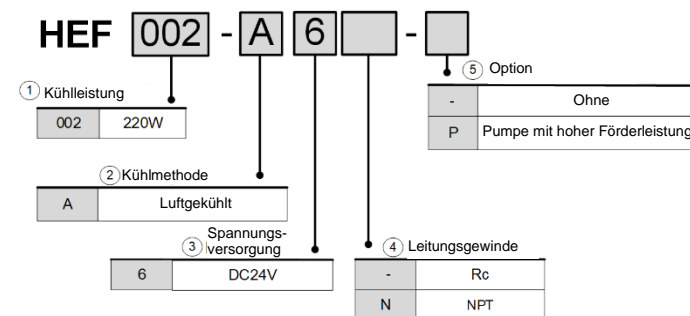 HEF 002 - A 6 -
5 Option
- Ohne
P Pumpe mit hoher Förderleistung
1 Kühlleistung
002 220W
2 Kühlmethode
A Luftgekühlt
3 Spannungs-
versorgung
6 DC24V
4 Leitungsgewinde
- Rc
N NPT